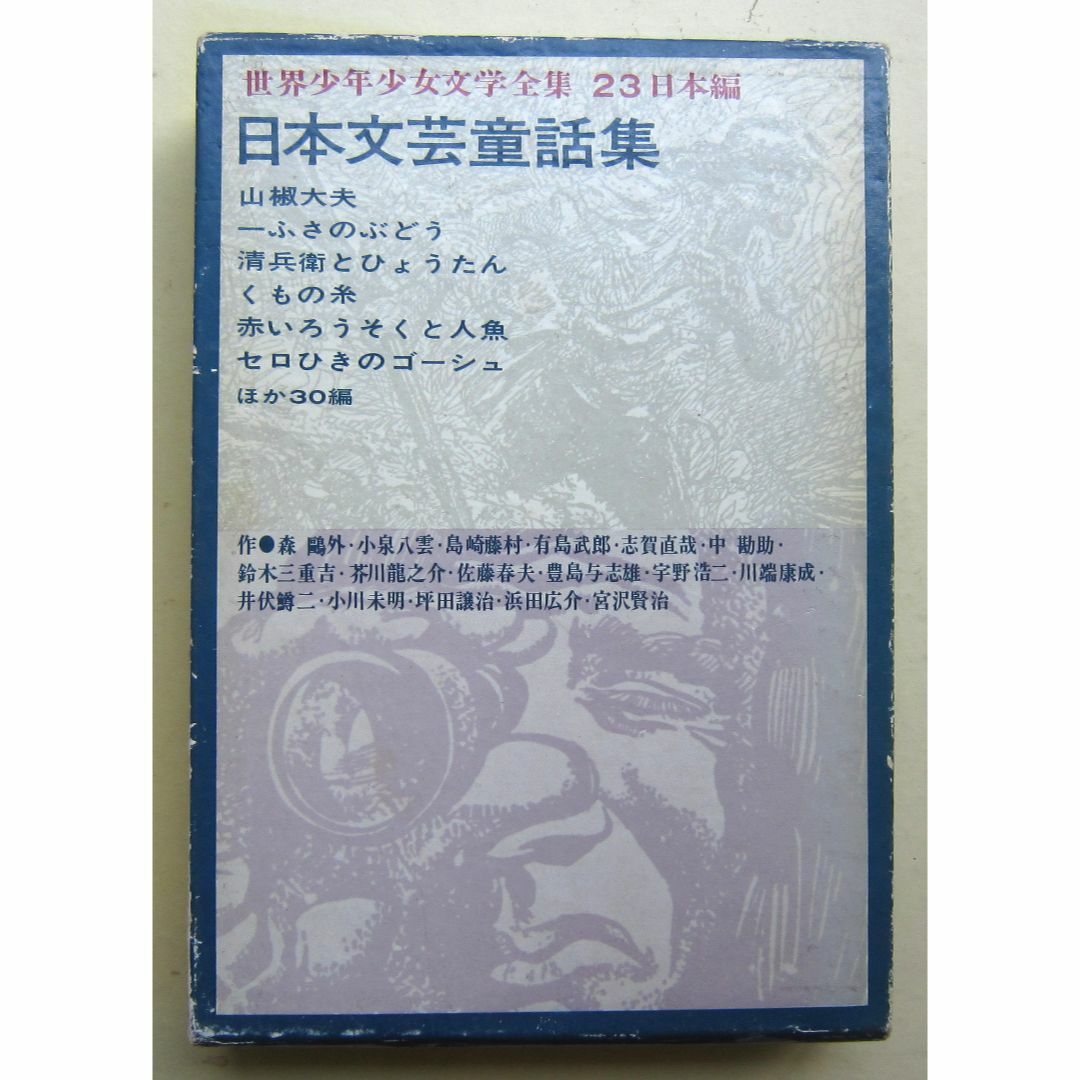 世界少年少女文学全集 23日本編
日本文芸童話集
山椒大夫
一ふさのぶどう
清兵衛とひょうたん
くもの糸
赤いろうそくと人魚
セロひきのゴーシュ
ほか30編
作●森 鷗外・小泉八雲・島崎藤村・有島武郎・志賀直哉・中 勘助・
鈴木三重吉・芥川龍之介・佐藤春夫・豊島与志雄・宇野浩二・川端康成・
井伏鱒二・小川未明・坪田譲治・浜田広介・宮沢賢治